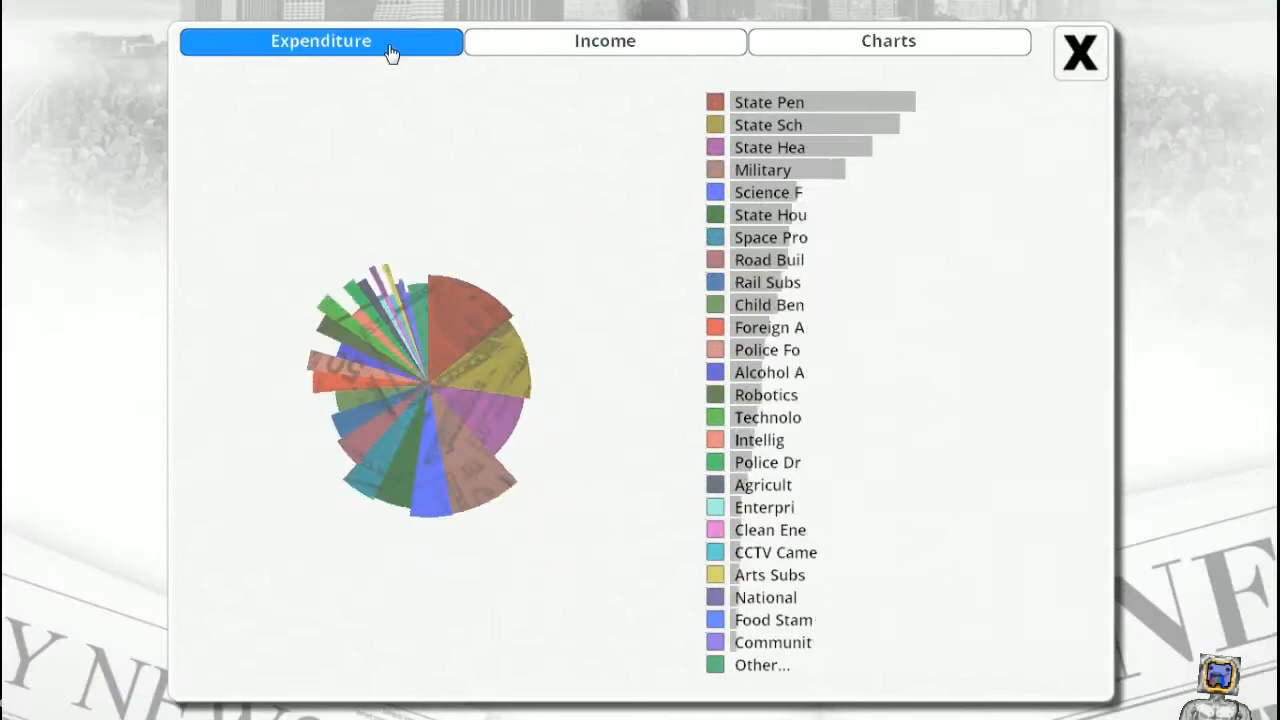 Expenditure
Income
Charts
X
State Pen
State Sch
State Hea
Military
Science F
State Hou
Space Pro
Road Buil
Rail Subs
Child Ben
Foreign A
Police Fo
Alcohol A
Robotics
Technolo
Intellig
Police Dr
Agricult
Enterpri
Clean Ene
CCTV Came
Arts Subs
National
Food Stam
Communit
Other...
Y NEWS
NE